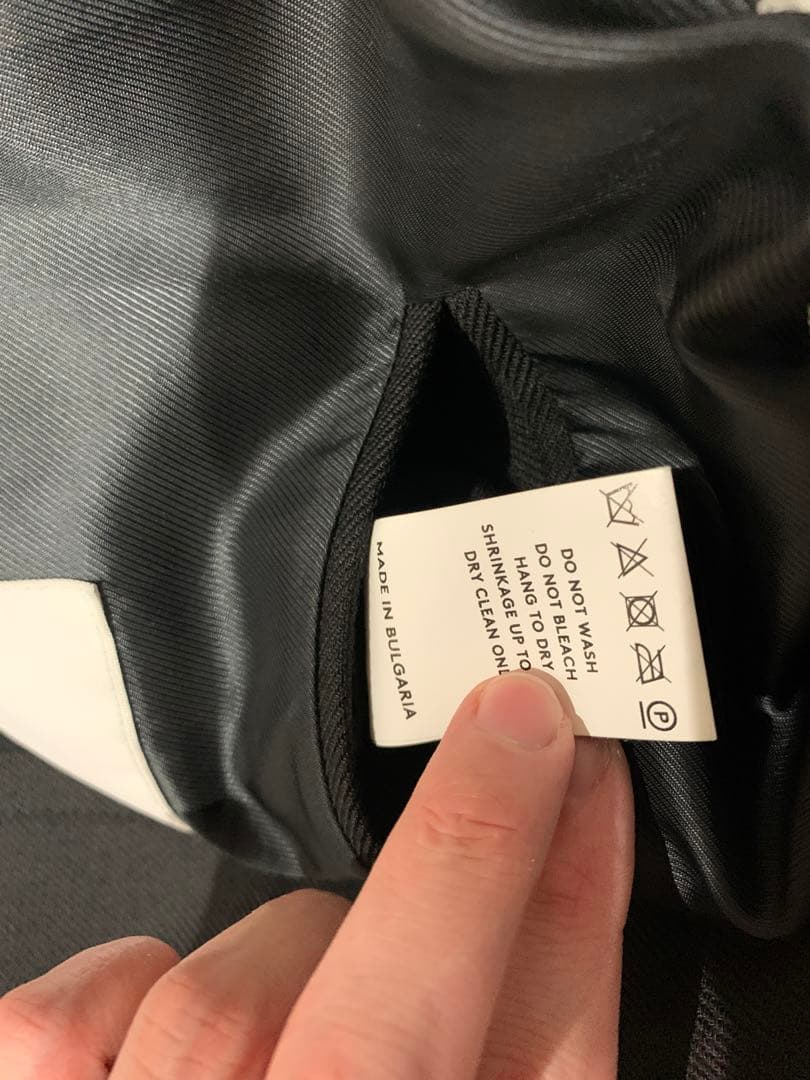 DO NOT WASH
DO NOT BLEACH
HANG TO DRY
SHRINKAGE UP TO
DRY CLEAN
MADE IN BULGARIA
P